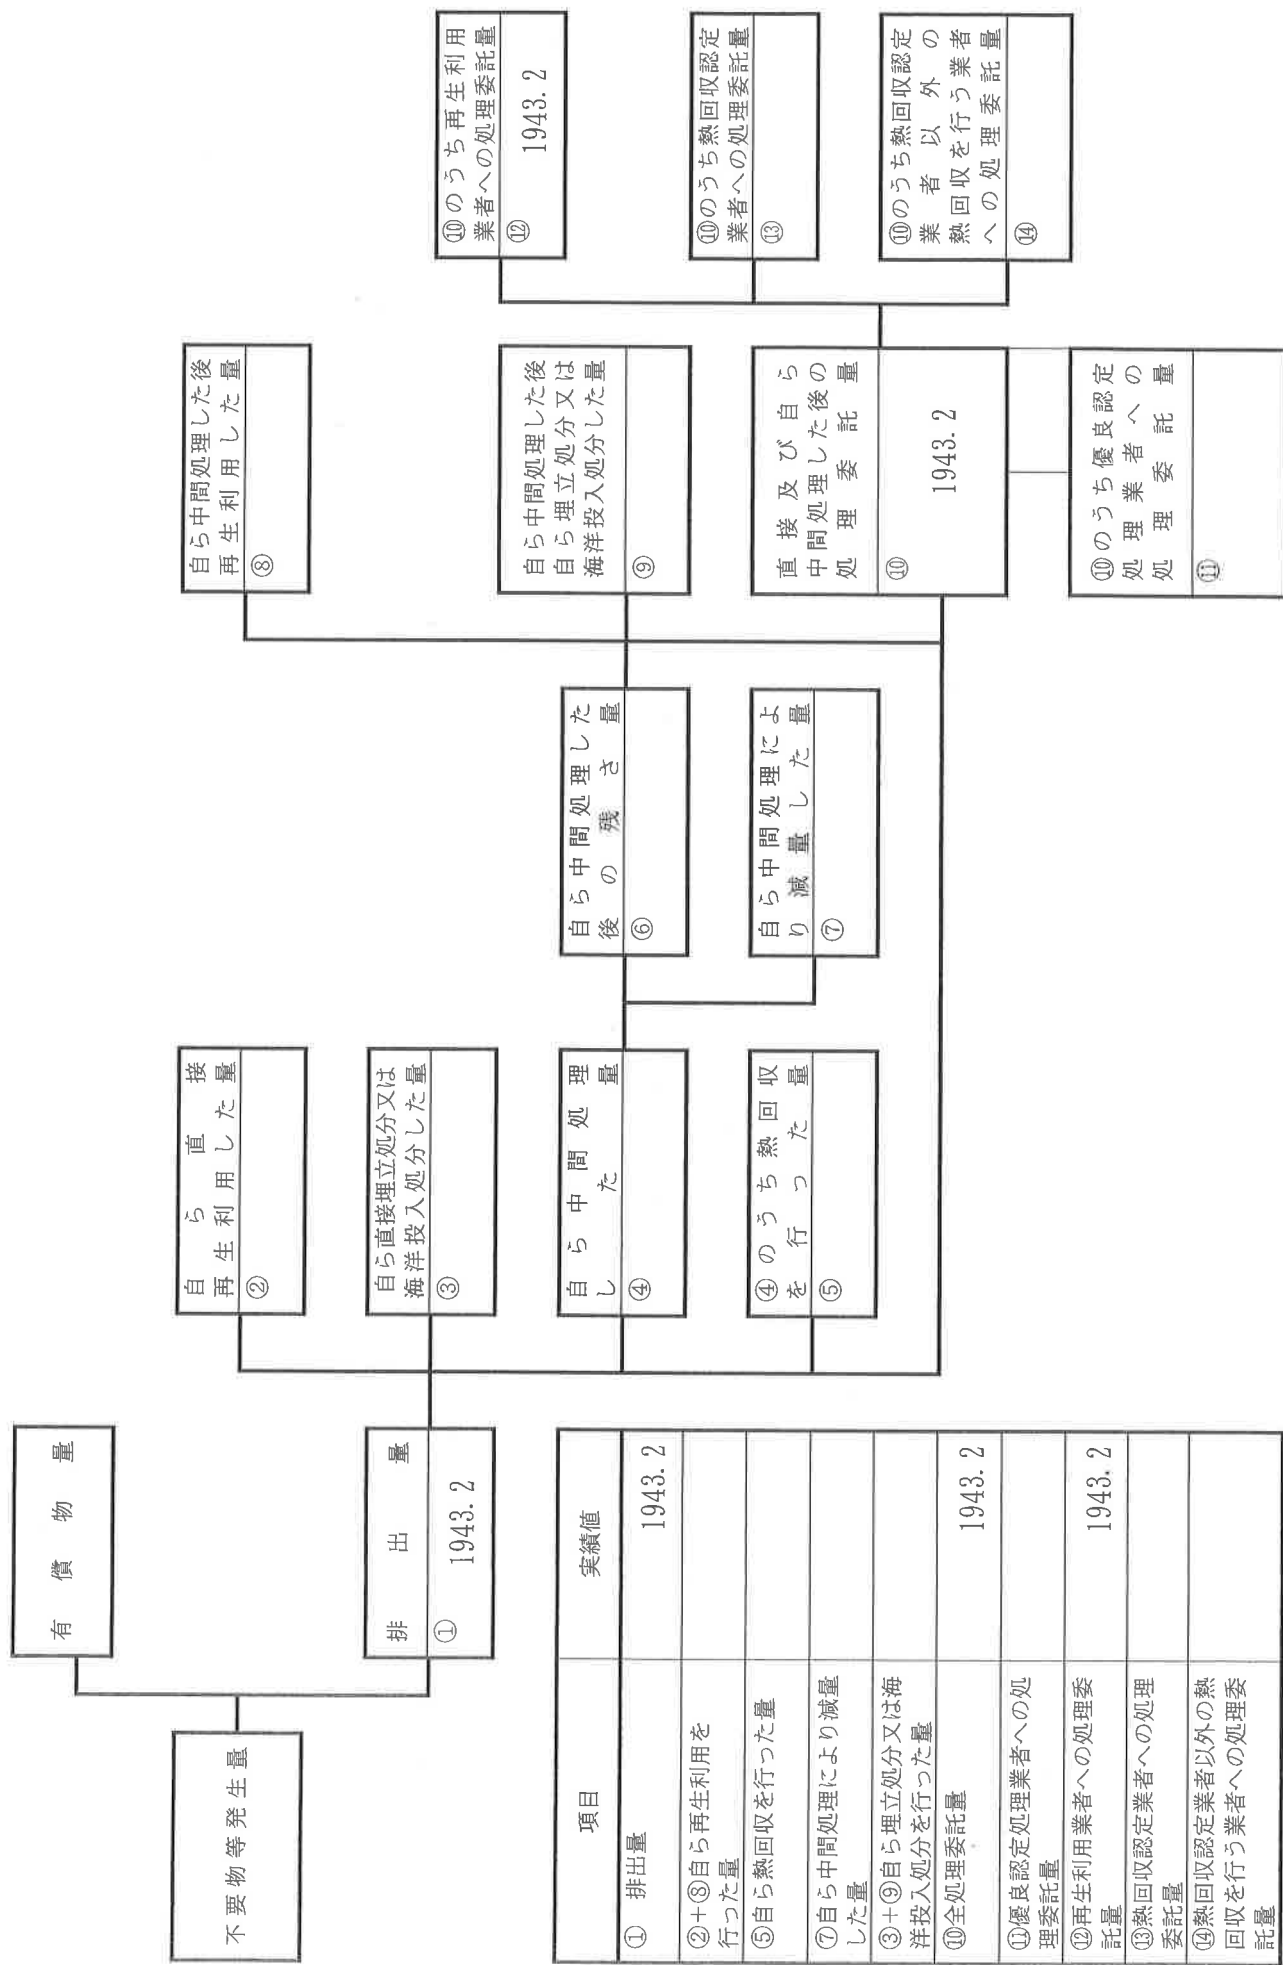 不要物等発生量
有償物量
排出量
①
1943.2
自ら直接
再生利用した量
②
自ら直接埋立処分又は
海洋投入処分した量
③
自ら中間処理
した量
④
④のうち熱回収
を行った量
⑤
自ら中間処理した
後の残さ量
⑥
自ら中間処理によ
り減量した量
⑦
自ら中間処理した後
再生利用した量
⑧
自ら中間処理した後
自ら埋立処分又は
海洋投入処分した量
⑨
直接及び自ら
中間処理した後の
処理委託量
⑩
1943.2
⑩のうち優良認定
処理業者への
処理委託量
⑪
⑩のうち再生利用
業者への処理委託量
⑫
1943.2
⑩のうち熱回収認定
業者への処理委託量
⑬
⑩のうち熱回収認定
業者以外の
熱回収を行う業者
への処理委託量
⑭
項目 実績値
① 排出量 1943.2
②+⑧自ら再生利用を
行った量
⑤自ら熱回収を行った量
⑦自ら中間処理により減量
した量
③+⑨自ら埋立処分又は海
洋投入処分を行った量
⑩全処理委託量 1943.2
⑪優良認定処理業者への処
理委託量
⑫再生利用業者への処理委
託量 1943.2
⑬熱回収認定業者への処理
委託量
⑭熱回収認定業者以外の熱
回収を行う業者への処理委
託量